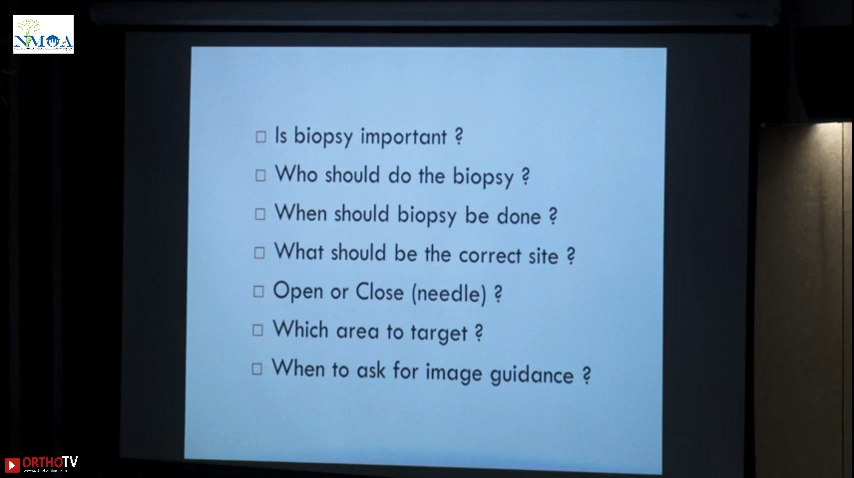 NMOA
Is biopsy important ?
Who should do the biopsy ?
When should biopsy be done ?
What should be the correct site ?
Open or Close (needle) ?
Which area to target ?
When to ask for image guidance ?
ORTHOTV